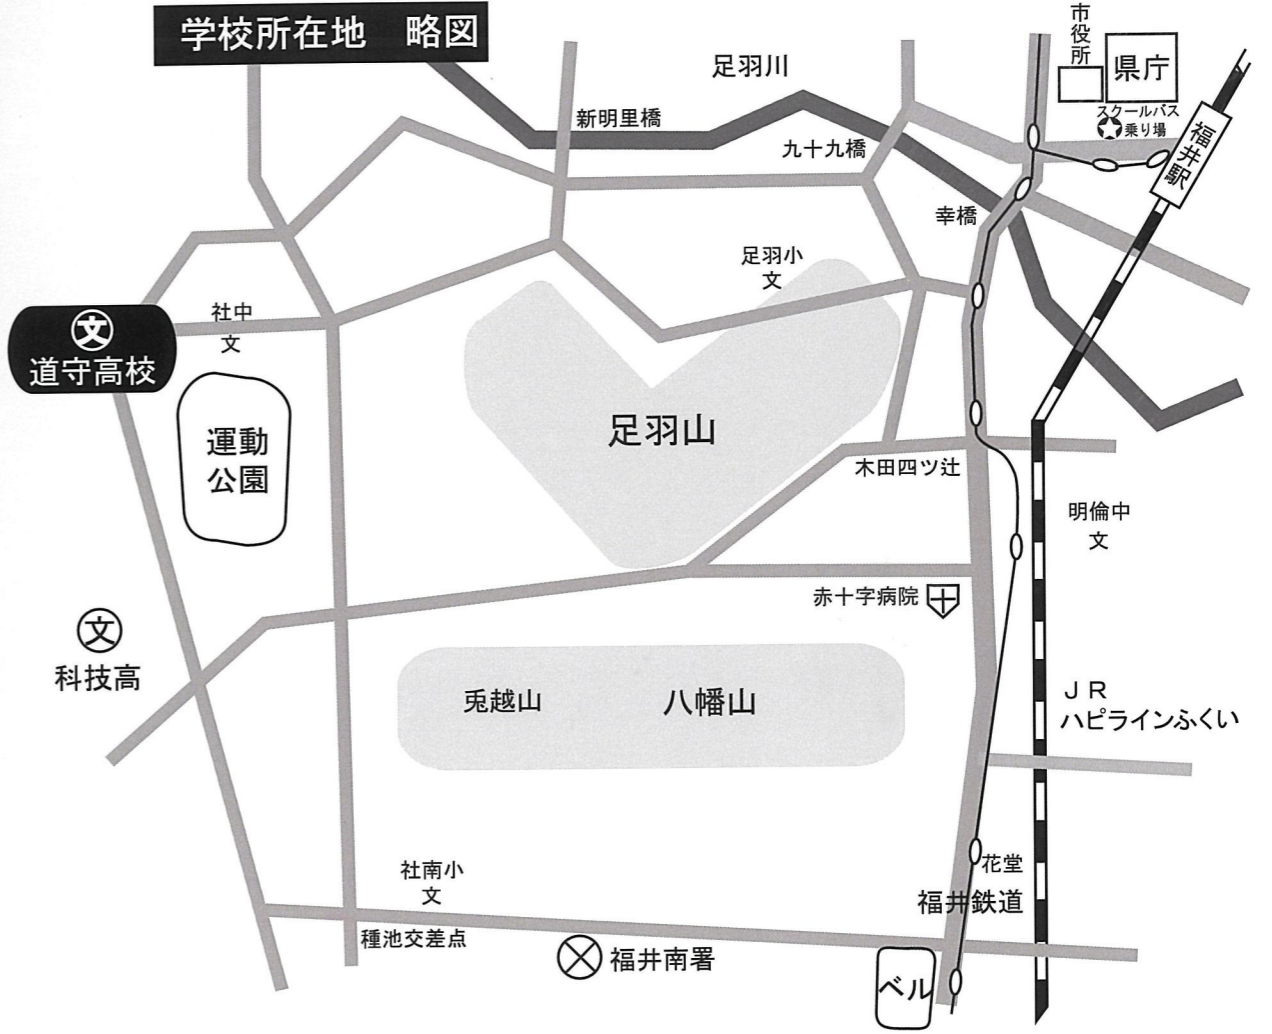 学校所在地　略図
市役所
県庁
足羽川
スクールバス
乗り場
新明里橋
福井駅
九十九橋
幸橋
足羽小
文
社中
文
文
道守高校
足羽山
運動
公園
木田四ツ辻
明倫中
文
赤十字病院
文
科技高
兎越山
八幡山
ＪＲ
ハピラインふくい
花堂
社南小
文
福井鉄道
種池交差点
福井南署
ベル